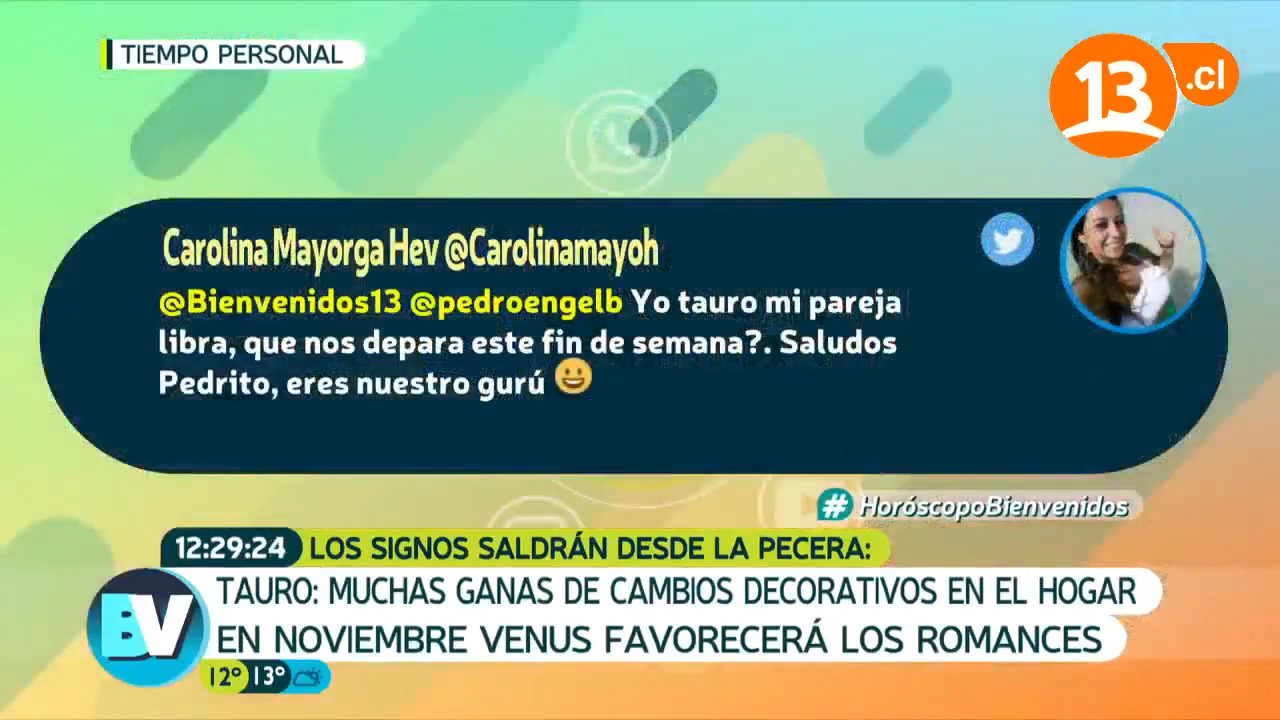 TIEMPO PERSONAL
13.cl
Carolina Mayorga Hev @Carolinamayoh
@Bienvenidos13 @pedroengelb Yo tauro mi pareja
libra, que nos depara este fin de semana?. Saludos
Pedrito, eres nuestro gurú 😀
# HoróscopoBienvenidos
12:29:24 LOS SIGNOS SALDRÁN DESDE LA PECERA:
TAURO: MUCHAS GANAS DE CAMBIOS DECORATIVOS EN EL HOGAR
BV
EN NOVIEMBRE VENUS FAVORECERÁ LOS ROMANCES
12° 13°